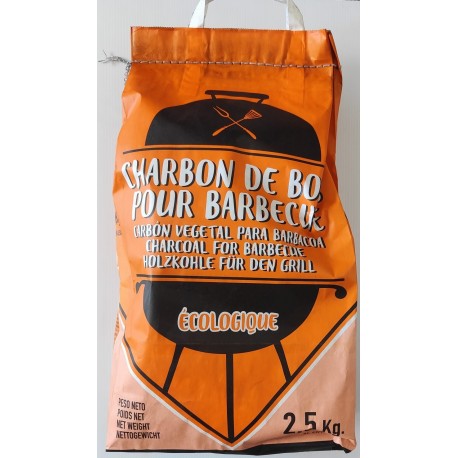 CHARBON DE BO
POUR BARBECUE
CARBÓN VEGETAL PARA BARBACOA
CHARCOAL FOR BARBECUE
HOLZKOHLE FÜR DEN GRILL
ÉCOLOGIQUE
PESO NETO
POIDS NET
NET WEIGHT
NETTOGEWICHT
2,5 Kg.